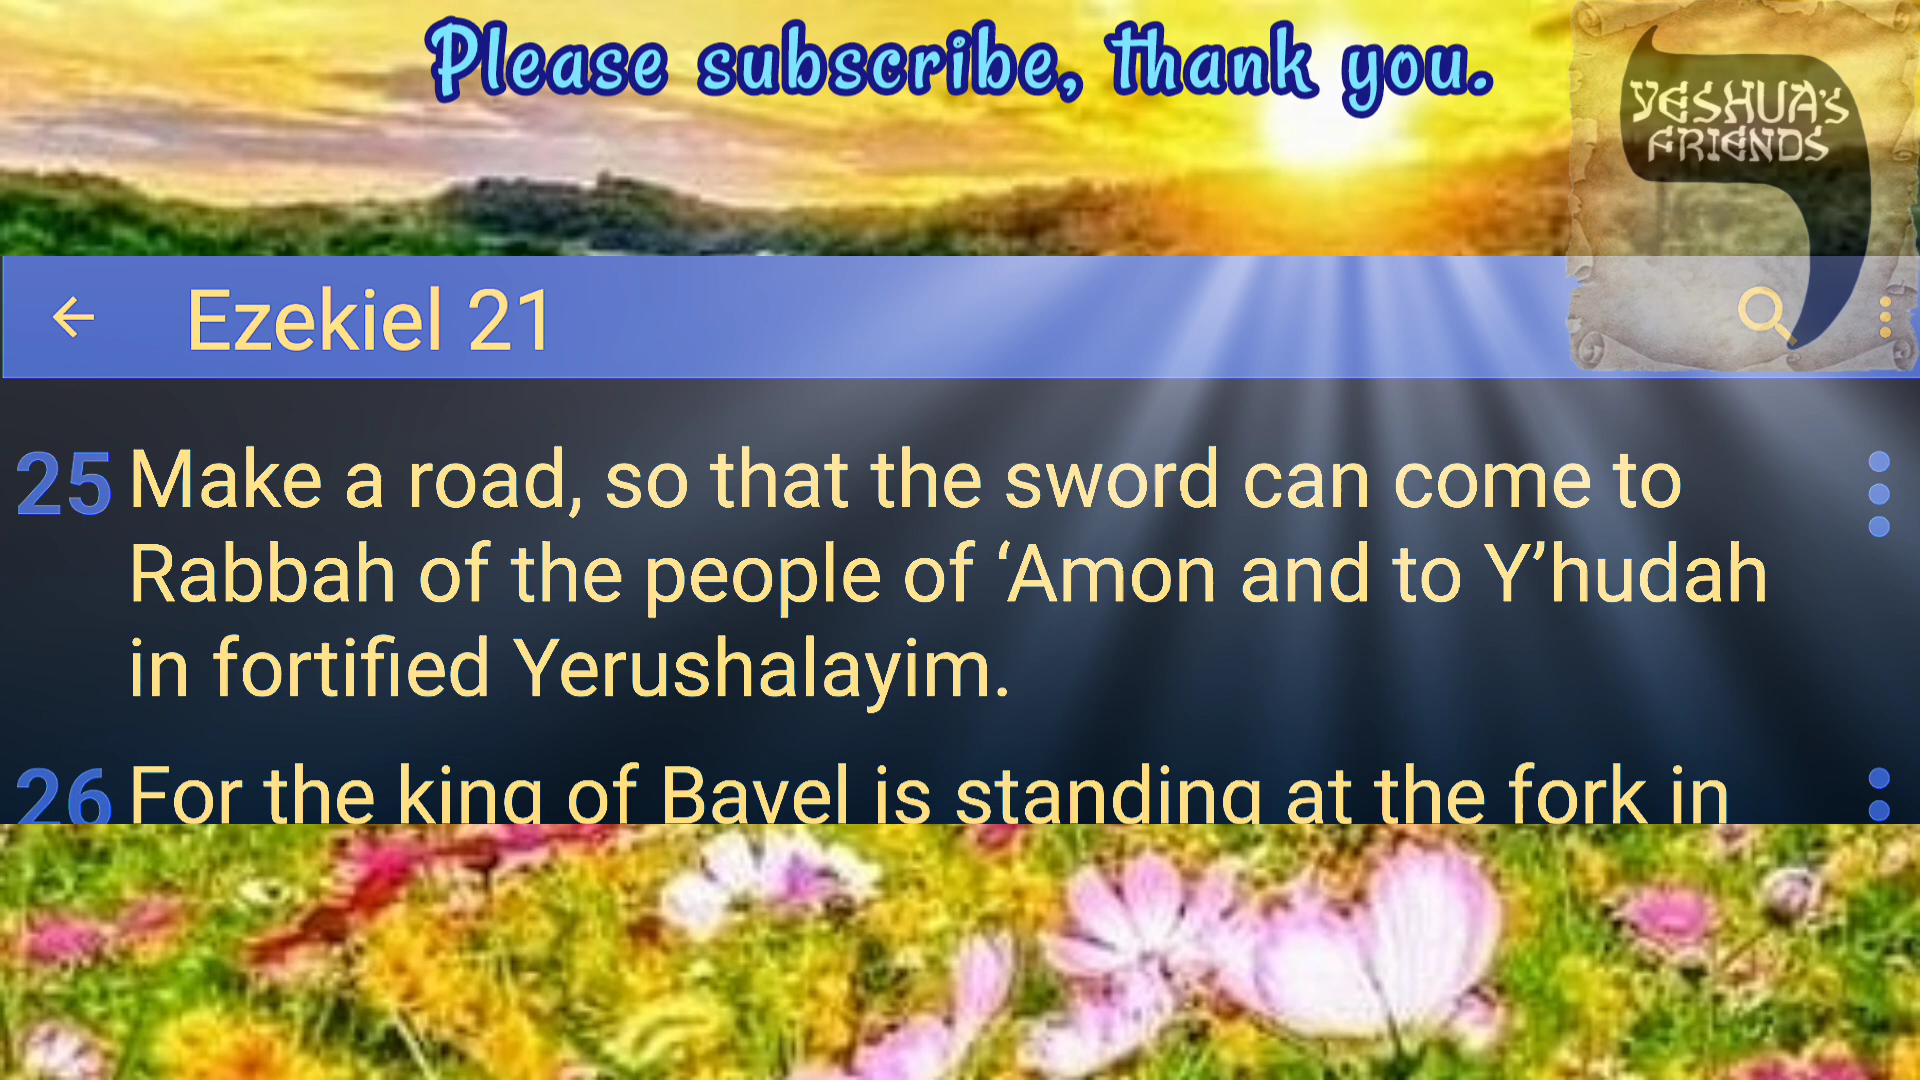 Please subscribe, thank you.
YESHUA'S
FRIENDS
Ezekiel 21
25 Make a road, so that the sword can come to
Rabbah of the people of ‘Amon and to Y’hudah
in fortified Yerushalayim.
26 For the king of Bavel is standing at the fork in